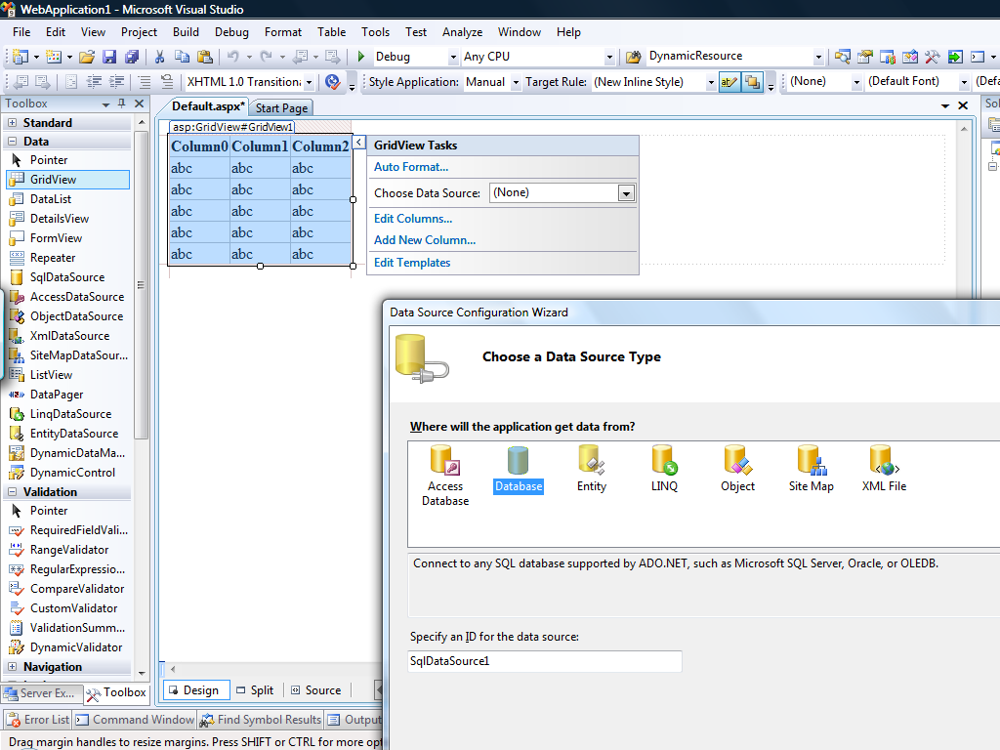 WebApplication1 - Microsoft Visual Studio
File Edit View Project Build Debug Format Table Tools Test Analyze Window Help
Debug Any CPU DynamicResource
XHTML 1.0 Transition Style Application: Manual Target Rule: (New Inline Style) (None) (Default Font) (Defa
Toolbox
Standard
Data
Pointer
GridView
DataList
DetailsView
FormView
Repeater
SqlDataSource
AccessDataSource
ObjectDataSource
XmlDataSource
SiteMapDataSour...
ListView
DataPager
LinqDataSource
EntityDataSource
DynamicDataMa...
DynamicControl
Validation
Pointer
RequiredFieldVali...
RangeValidator
RegularExpressio...
CompareValidator
CustomValidator
ValidationSumm...
DynamicValidator
Navigation
Server Ex... Toolbox
Default.aspx* Start Page
Sol
asp:GridView#GridView1
Column0 Column1 Column2
abc abc abc
abc abc abc
abc abc abc
abc abc abc
abc abc abc
GridView Tasks
Auto Format...
Choose Data Source: (None)
Edit Columns...
Add New Column...
Edit Templates
Data Source Configuration Wizard
Choose a Data Source Type
Where will the application get data from?
Access Database
Database
Entity
LINQ
Object
Site Map
XML File
Connect to any SQL database supported by ADO.NET, such as Microsoft SQL Server, Oracle, or OLEDB.
Specify an ID for the data source:
SqlDataSource1
Design Split Source
Error List Command Window Find Symbol Results Output
Drag margin handles to resize margins. Press SHIFT or CTRL for more opt